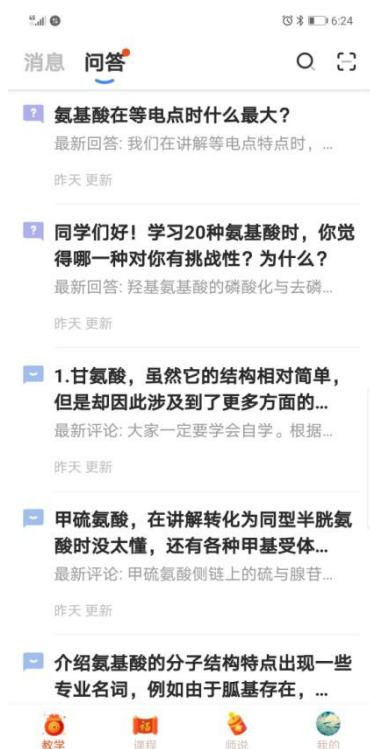 6:24
消息 问答
氨基酸在等电点时什么最大？
最新回答: 我们在讲解等电点特点时，...
昨天 更新
同学们好！学习20种氨基酸时，你觉
得哪一种对你有挑战性？为什么？
最新回答: 羟基氨基酸的磷酸化与去磷...
昨天 更新
1.甘氨酸，虽然它的结构相对简单，
但是却因此涉及到了更多方面的...
最新评论: 大家一定要学会自学。根据...
昨天 更新
甲硫氨酸，在讲解转化为同型半胱氨
酸时没太懂，还有各种甲基受体...
最新评论: 甲硫氨酸侧链上的硫与腺苷...
昨天 更新
介绍氨基酸的分子结构特点出现一些
专业名词，例如由于胍基存在，...
教学 课程 师说 我的